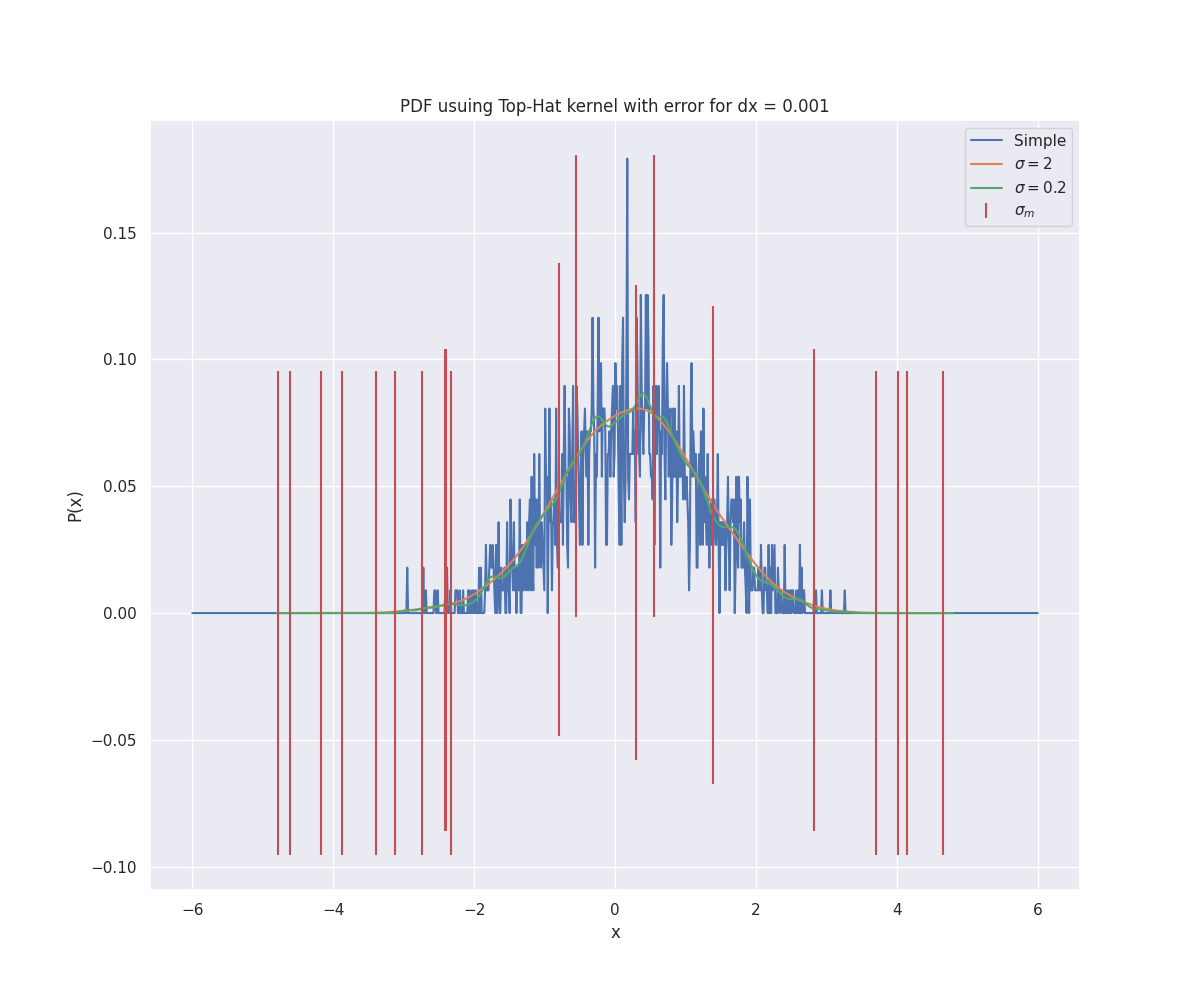 PDF usuing Top-Hat kernel with error for dx = 0.001
Simple
σ = 2
σ = 0.2
σₘ
0.15
0.10
0.05
0.00
−0.05
−0.10
P(x)
−6 −4 −2 0 2 4 6
x